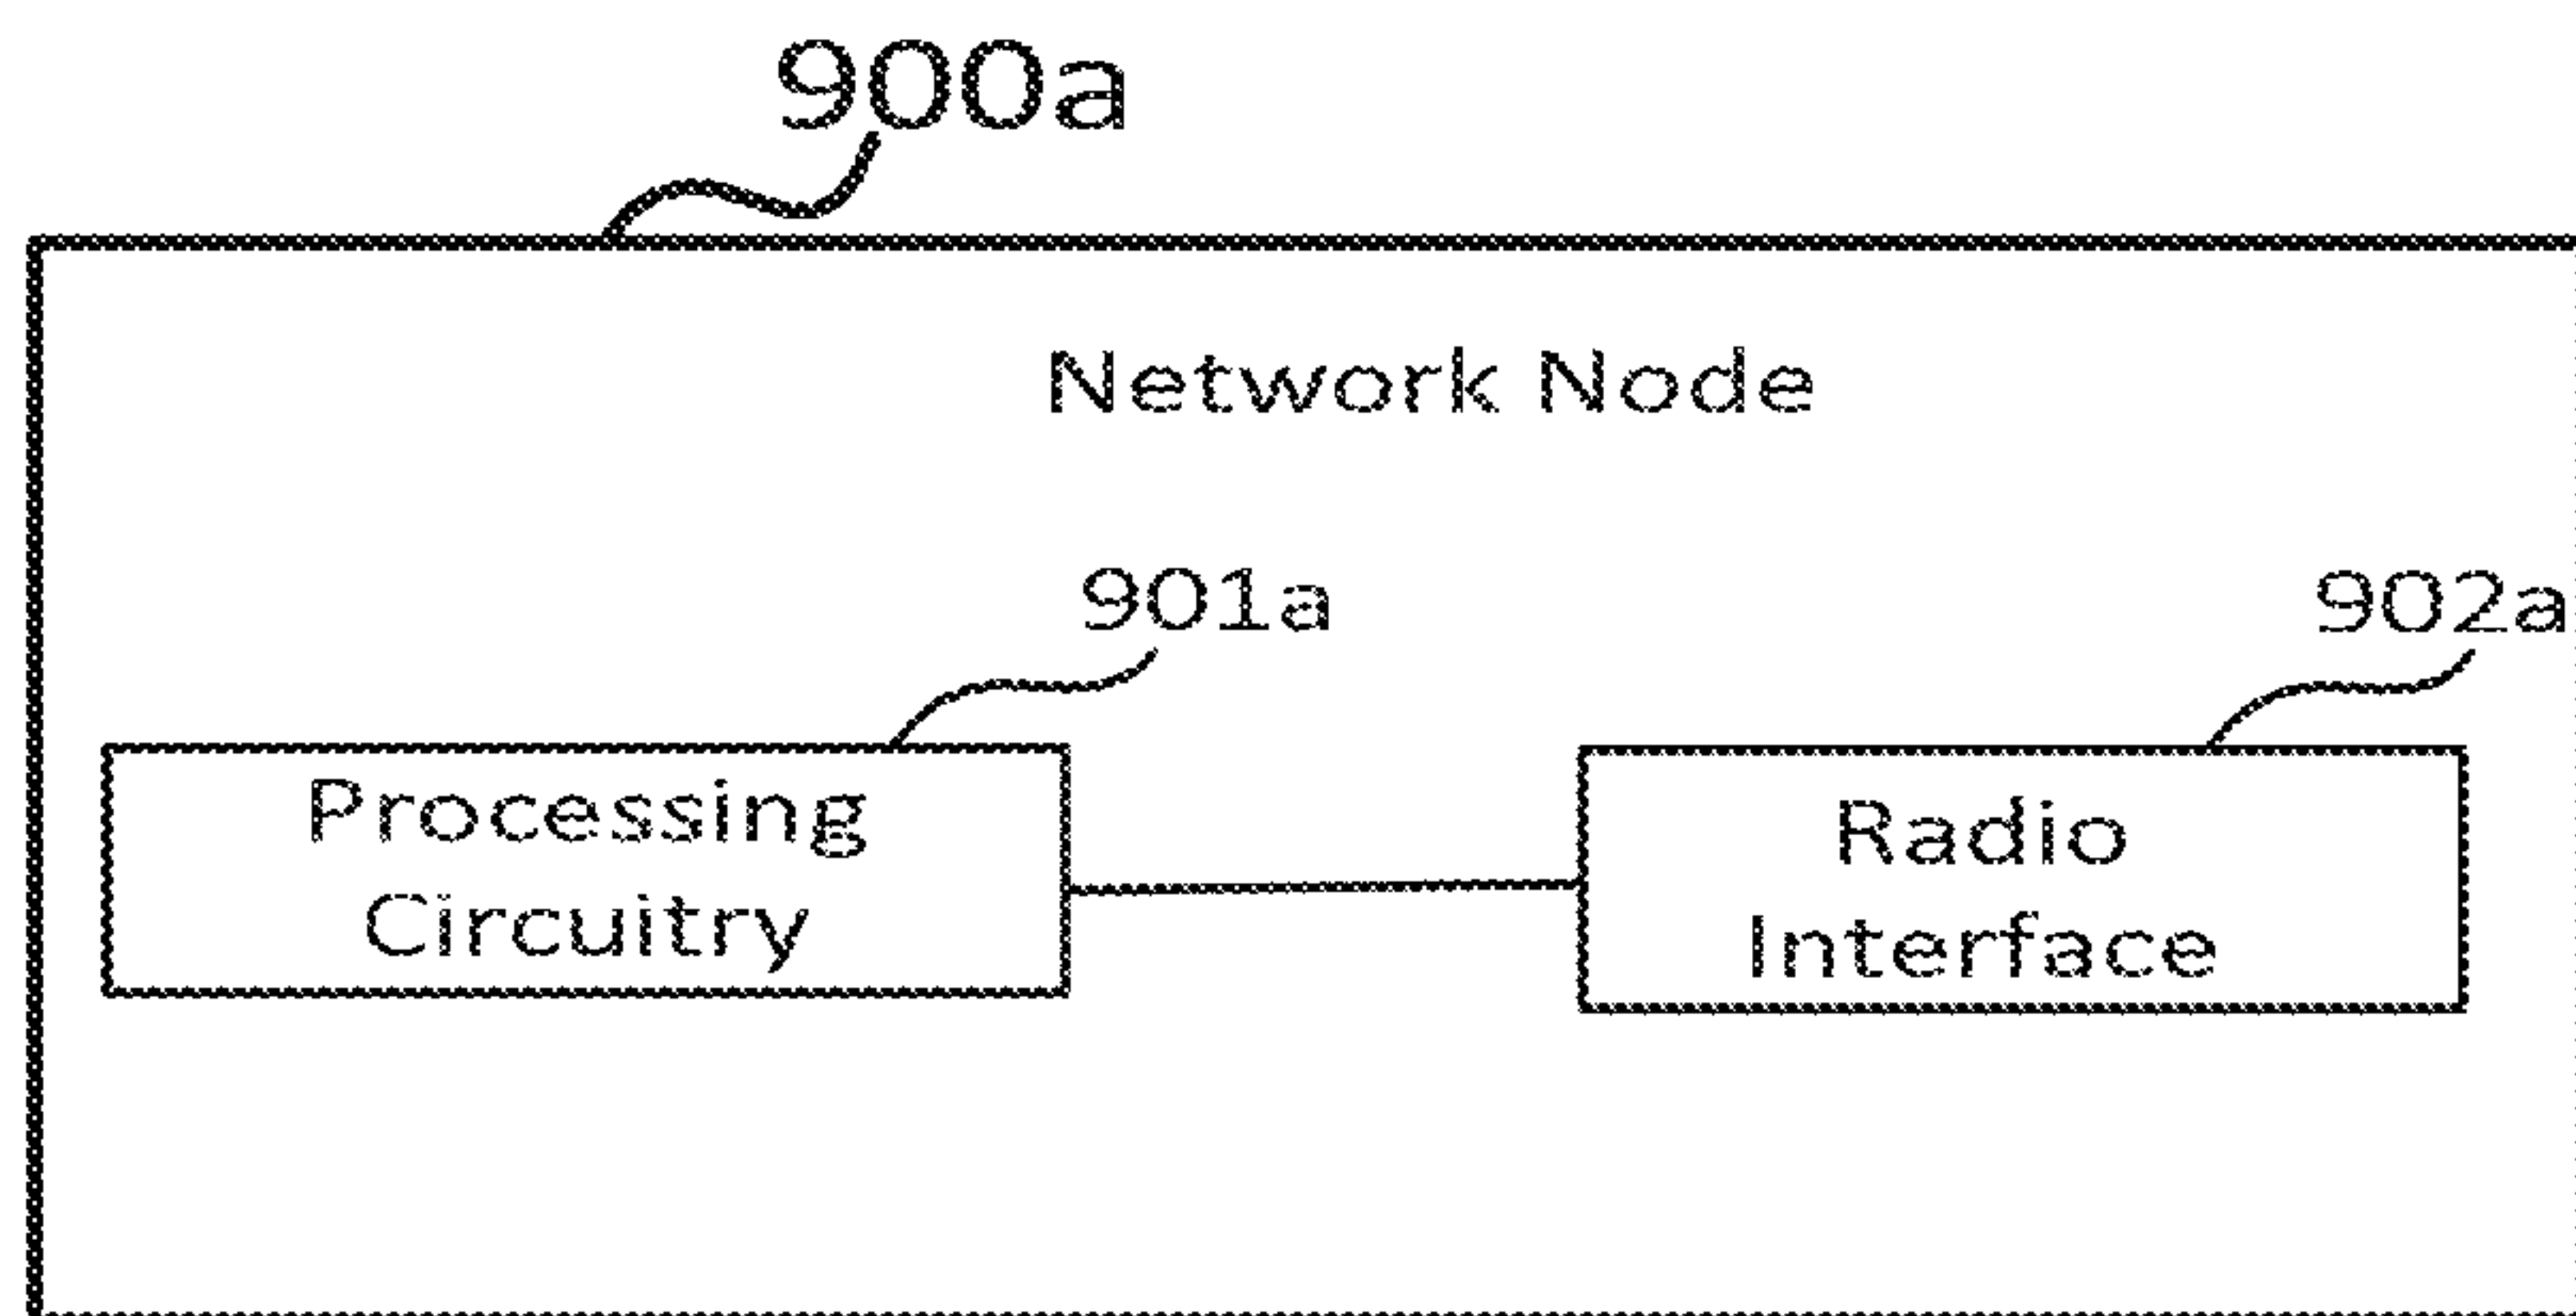 900a
Network Node
901a
902a
Processing
Circuitry
Radio
Interface